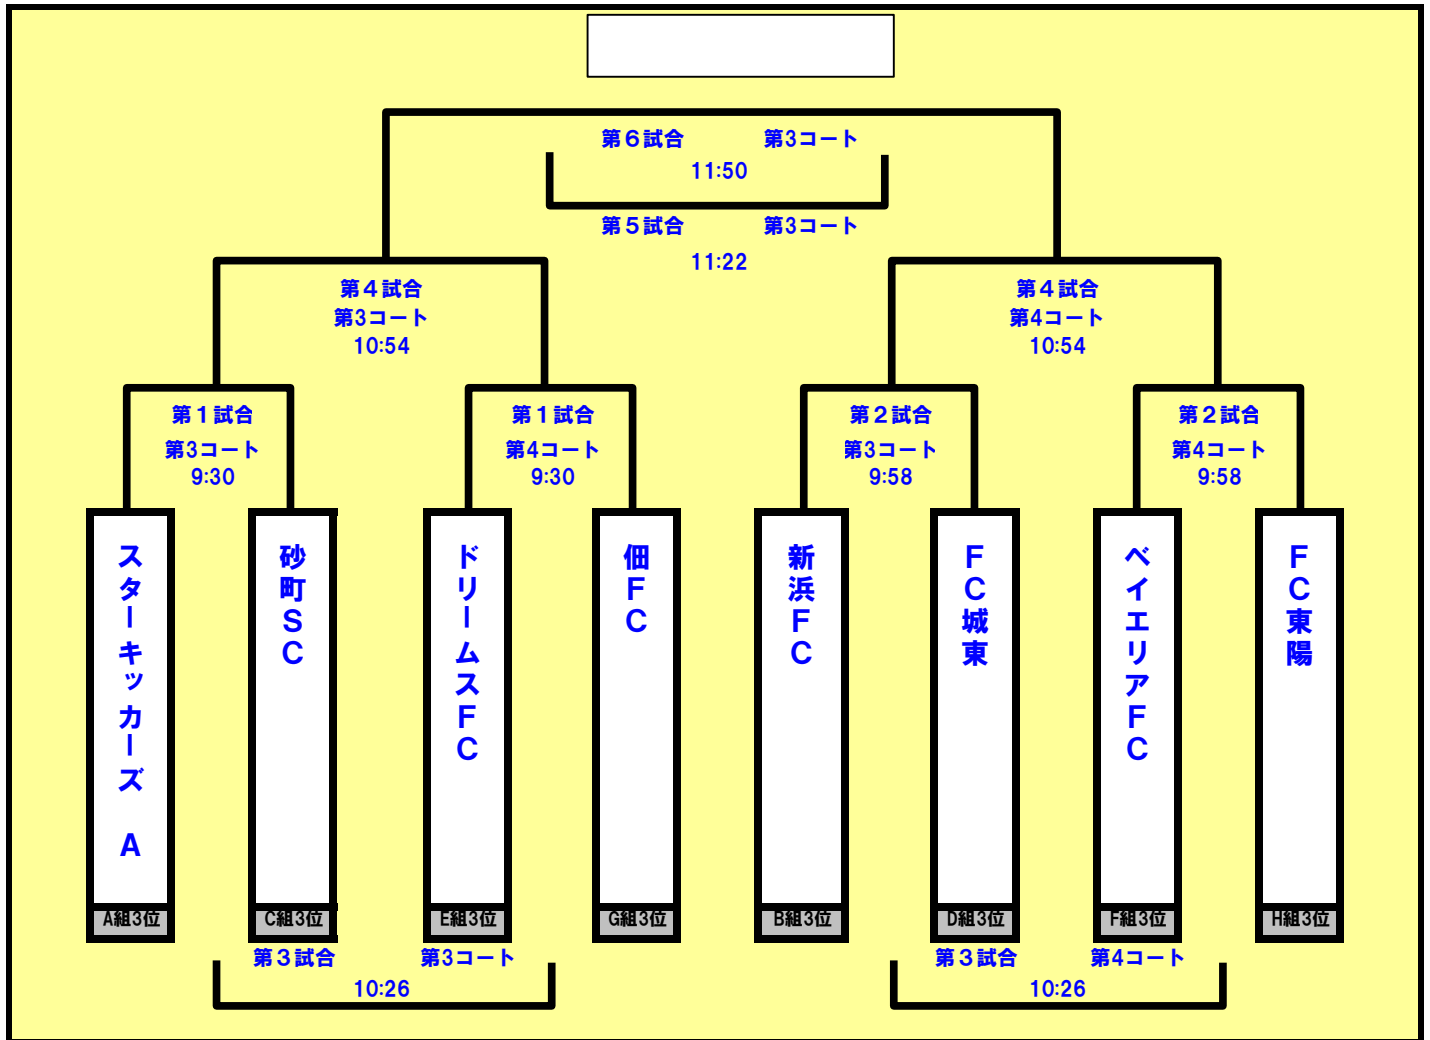 第６試合 第3コート
11:50
第５試合 第3コート
11:22
第４試合
第3コート
10:54
第４試合
第4コート
10:54
第１試合
第3コート
9:30
第１試合
第4コート
9:30
第２試合
第3コート
9:58
第２試合
第4コート
9:58
スターキッカーズ A
砂町SC
ドリームスFC
佃FC
新浜FC
FC城東
ベイエリアFC
FC東陽
A組3位
C組3位
E組3位
G組3位
B組3位
D組3位
F組3位
H組3位
第３試合 第3コート
10:26
第３試合 第4コート
10:26